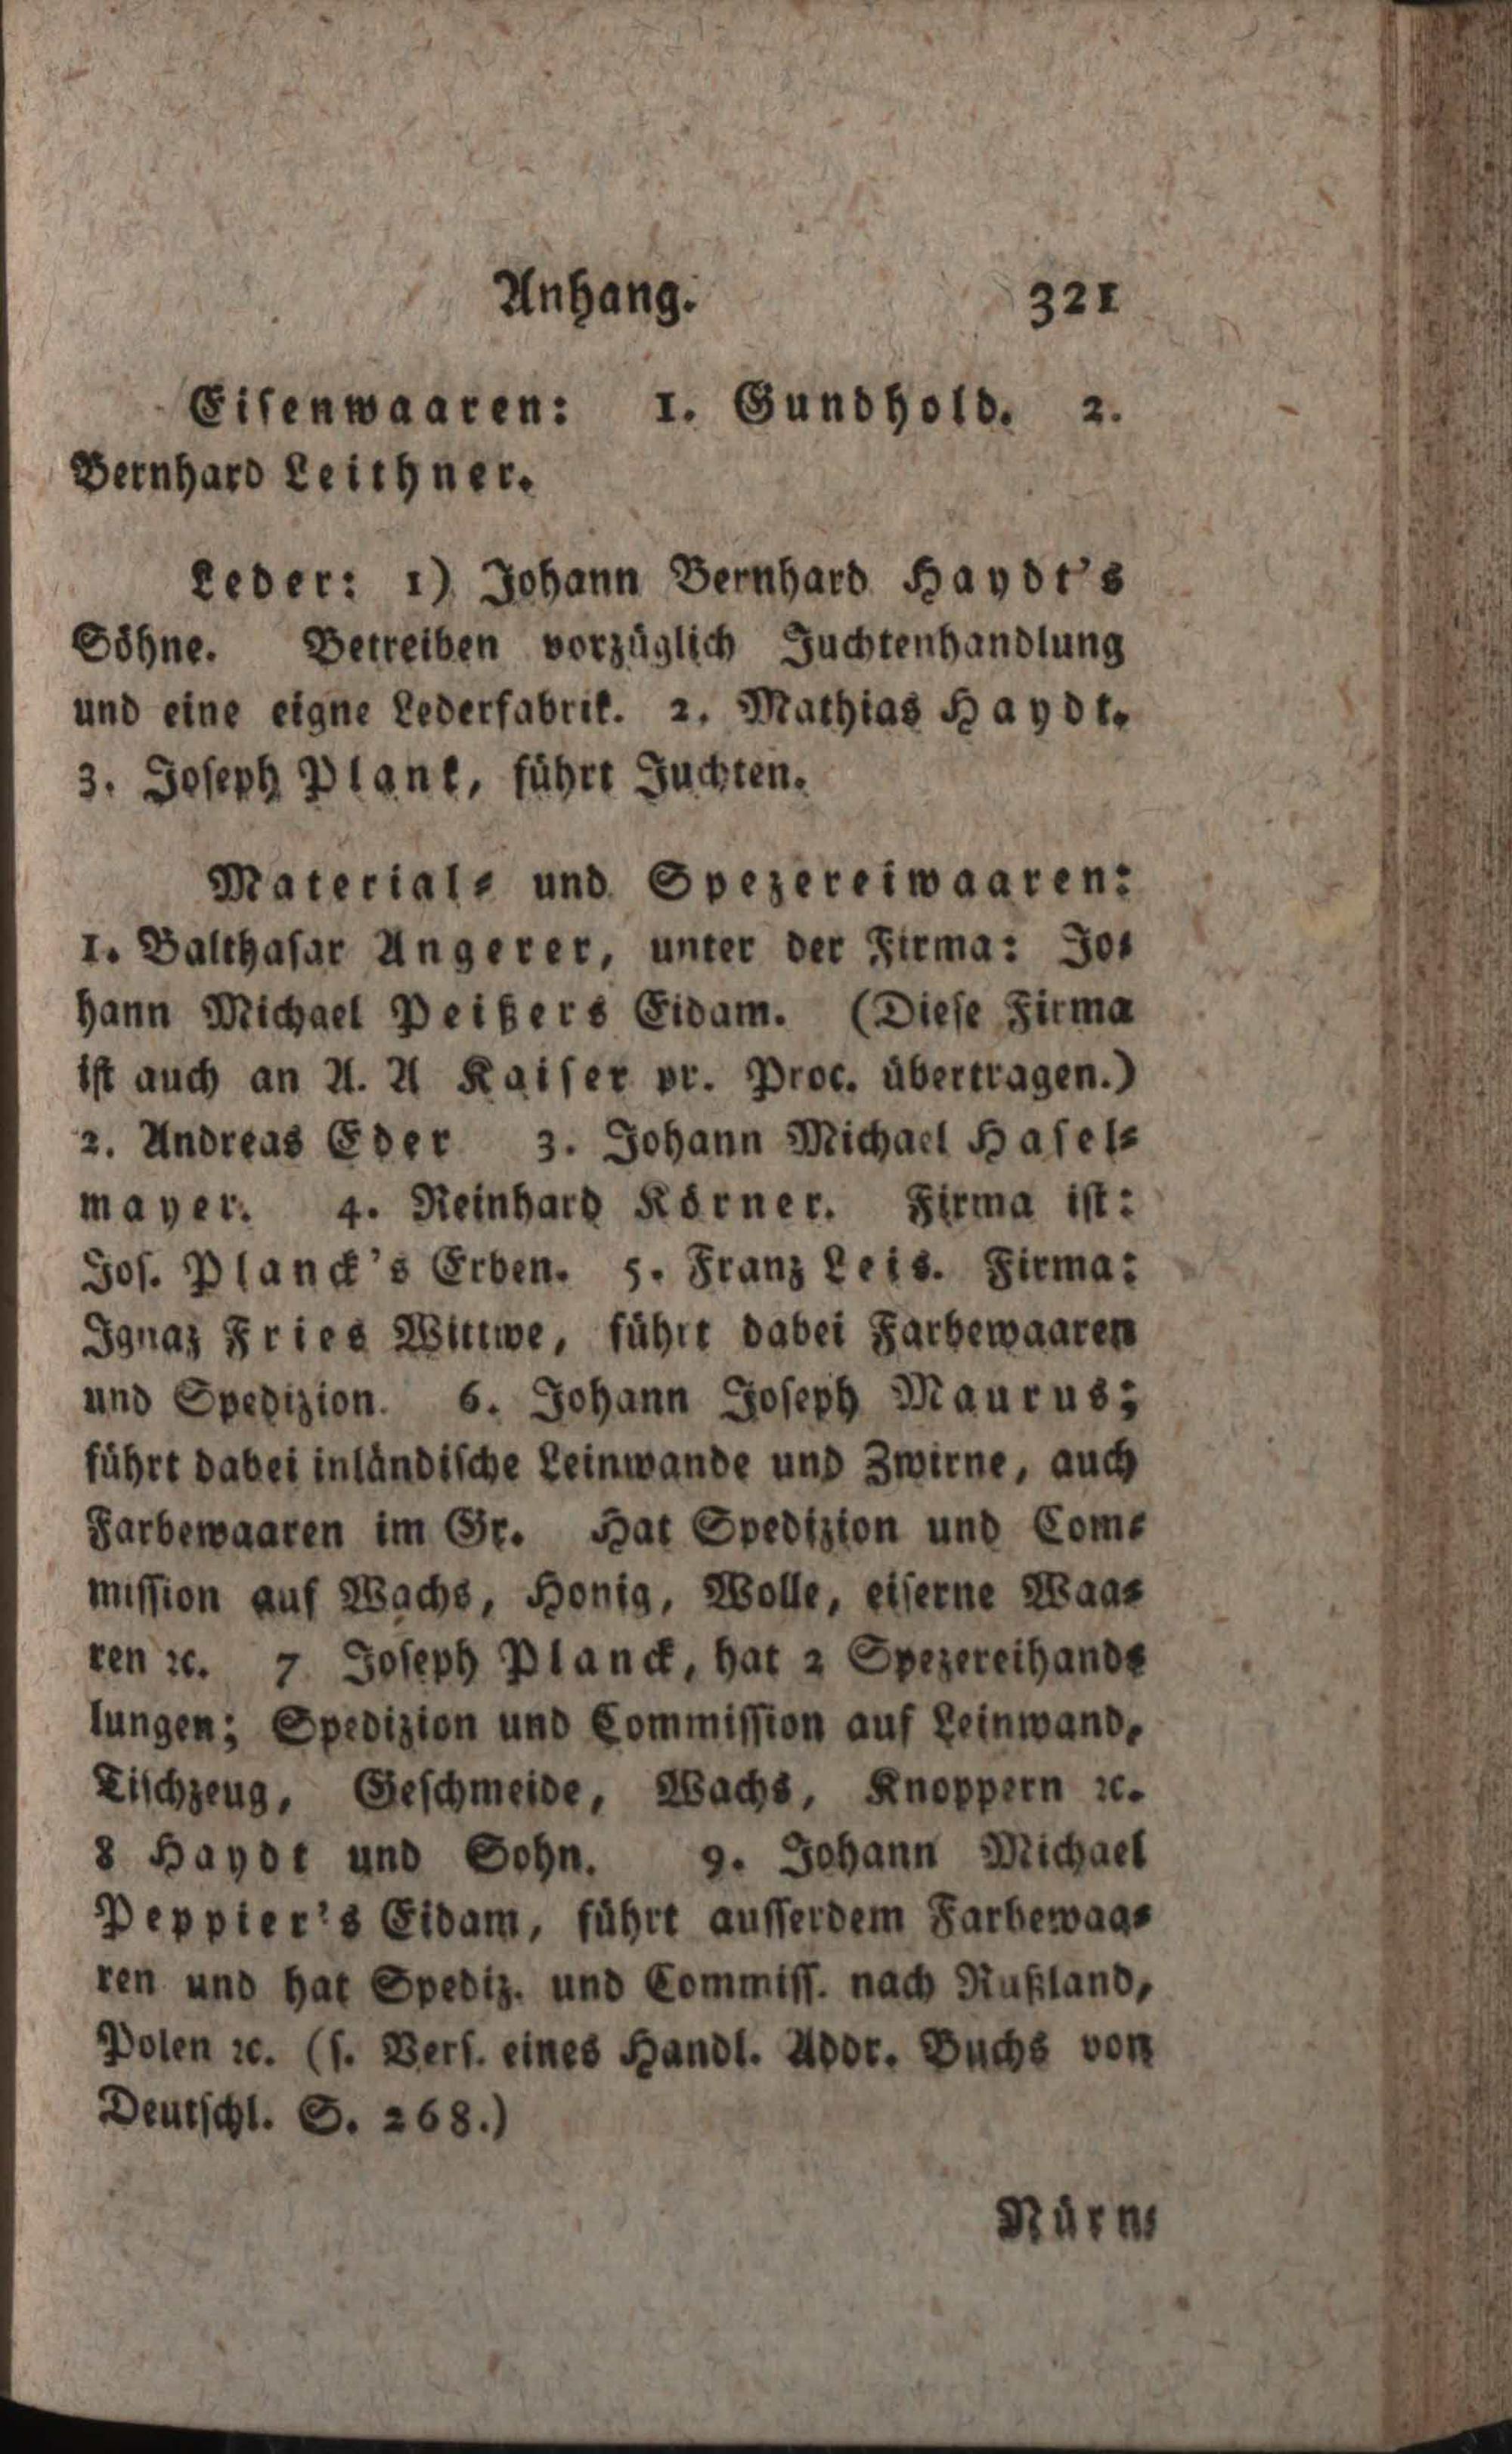 Anhang. 321
Eisenwaaren: 1. Gundhold. 2.
Bernhard Leithner.
Leder: 1) Johann Bernhard Haydt's
Söhne. Betreiben vorzüglich Juchtenhandlung
und eine eigne Lederfabrik. 2. Mathias Haydt.
3. Joseph Plank, führt Juchten.
Material- und Spezereiwaaren:
1. Balthasar Angerer, unter der Firma: Jo-
hann Michael Peißers Eidam. (Diese Firma
ist auch an A. A Kaiser pr. Proc. übertragen.)
2. Andreas Eder 3. Johann Michael Hasel-
mayer. 4. Reinhard Körner. Firma ist:
Jos. Planck's Erben. 5. Franz Leis. Firma:
Ignaz Fries Wittwe, führt dabei Farbewaaren
und Spedizion. 6. Johann Joseph Maurus;
führt dabei inländische Leinwande und Zwirne, auch
Farbewaaren im Gr. Hat Spedizion und Com-
mission auf Wachs, Honig, Wolle, eiserne Waa-
ren ꝛc. 7 Joseph Planck, hat 2 Spezereihand-
lungen; Spedizion und Commission auf Leinwand,
Tischzeug, Geschmeide, Wachs, Knoppern ꝛc.
8 Haydt und Sohn. 9. Johann Michael
Peppier's Eidam, führt ausserdem Farbewaa-
ren und hat Spediz. und Commiss. nach Rußland,
Polen ꝛc. (s. Vers. eines Handl. Addr. Buchs von
Deutschl. S. 268.)
Nürn-